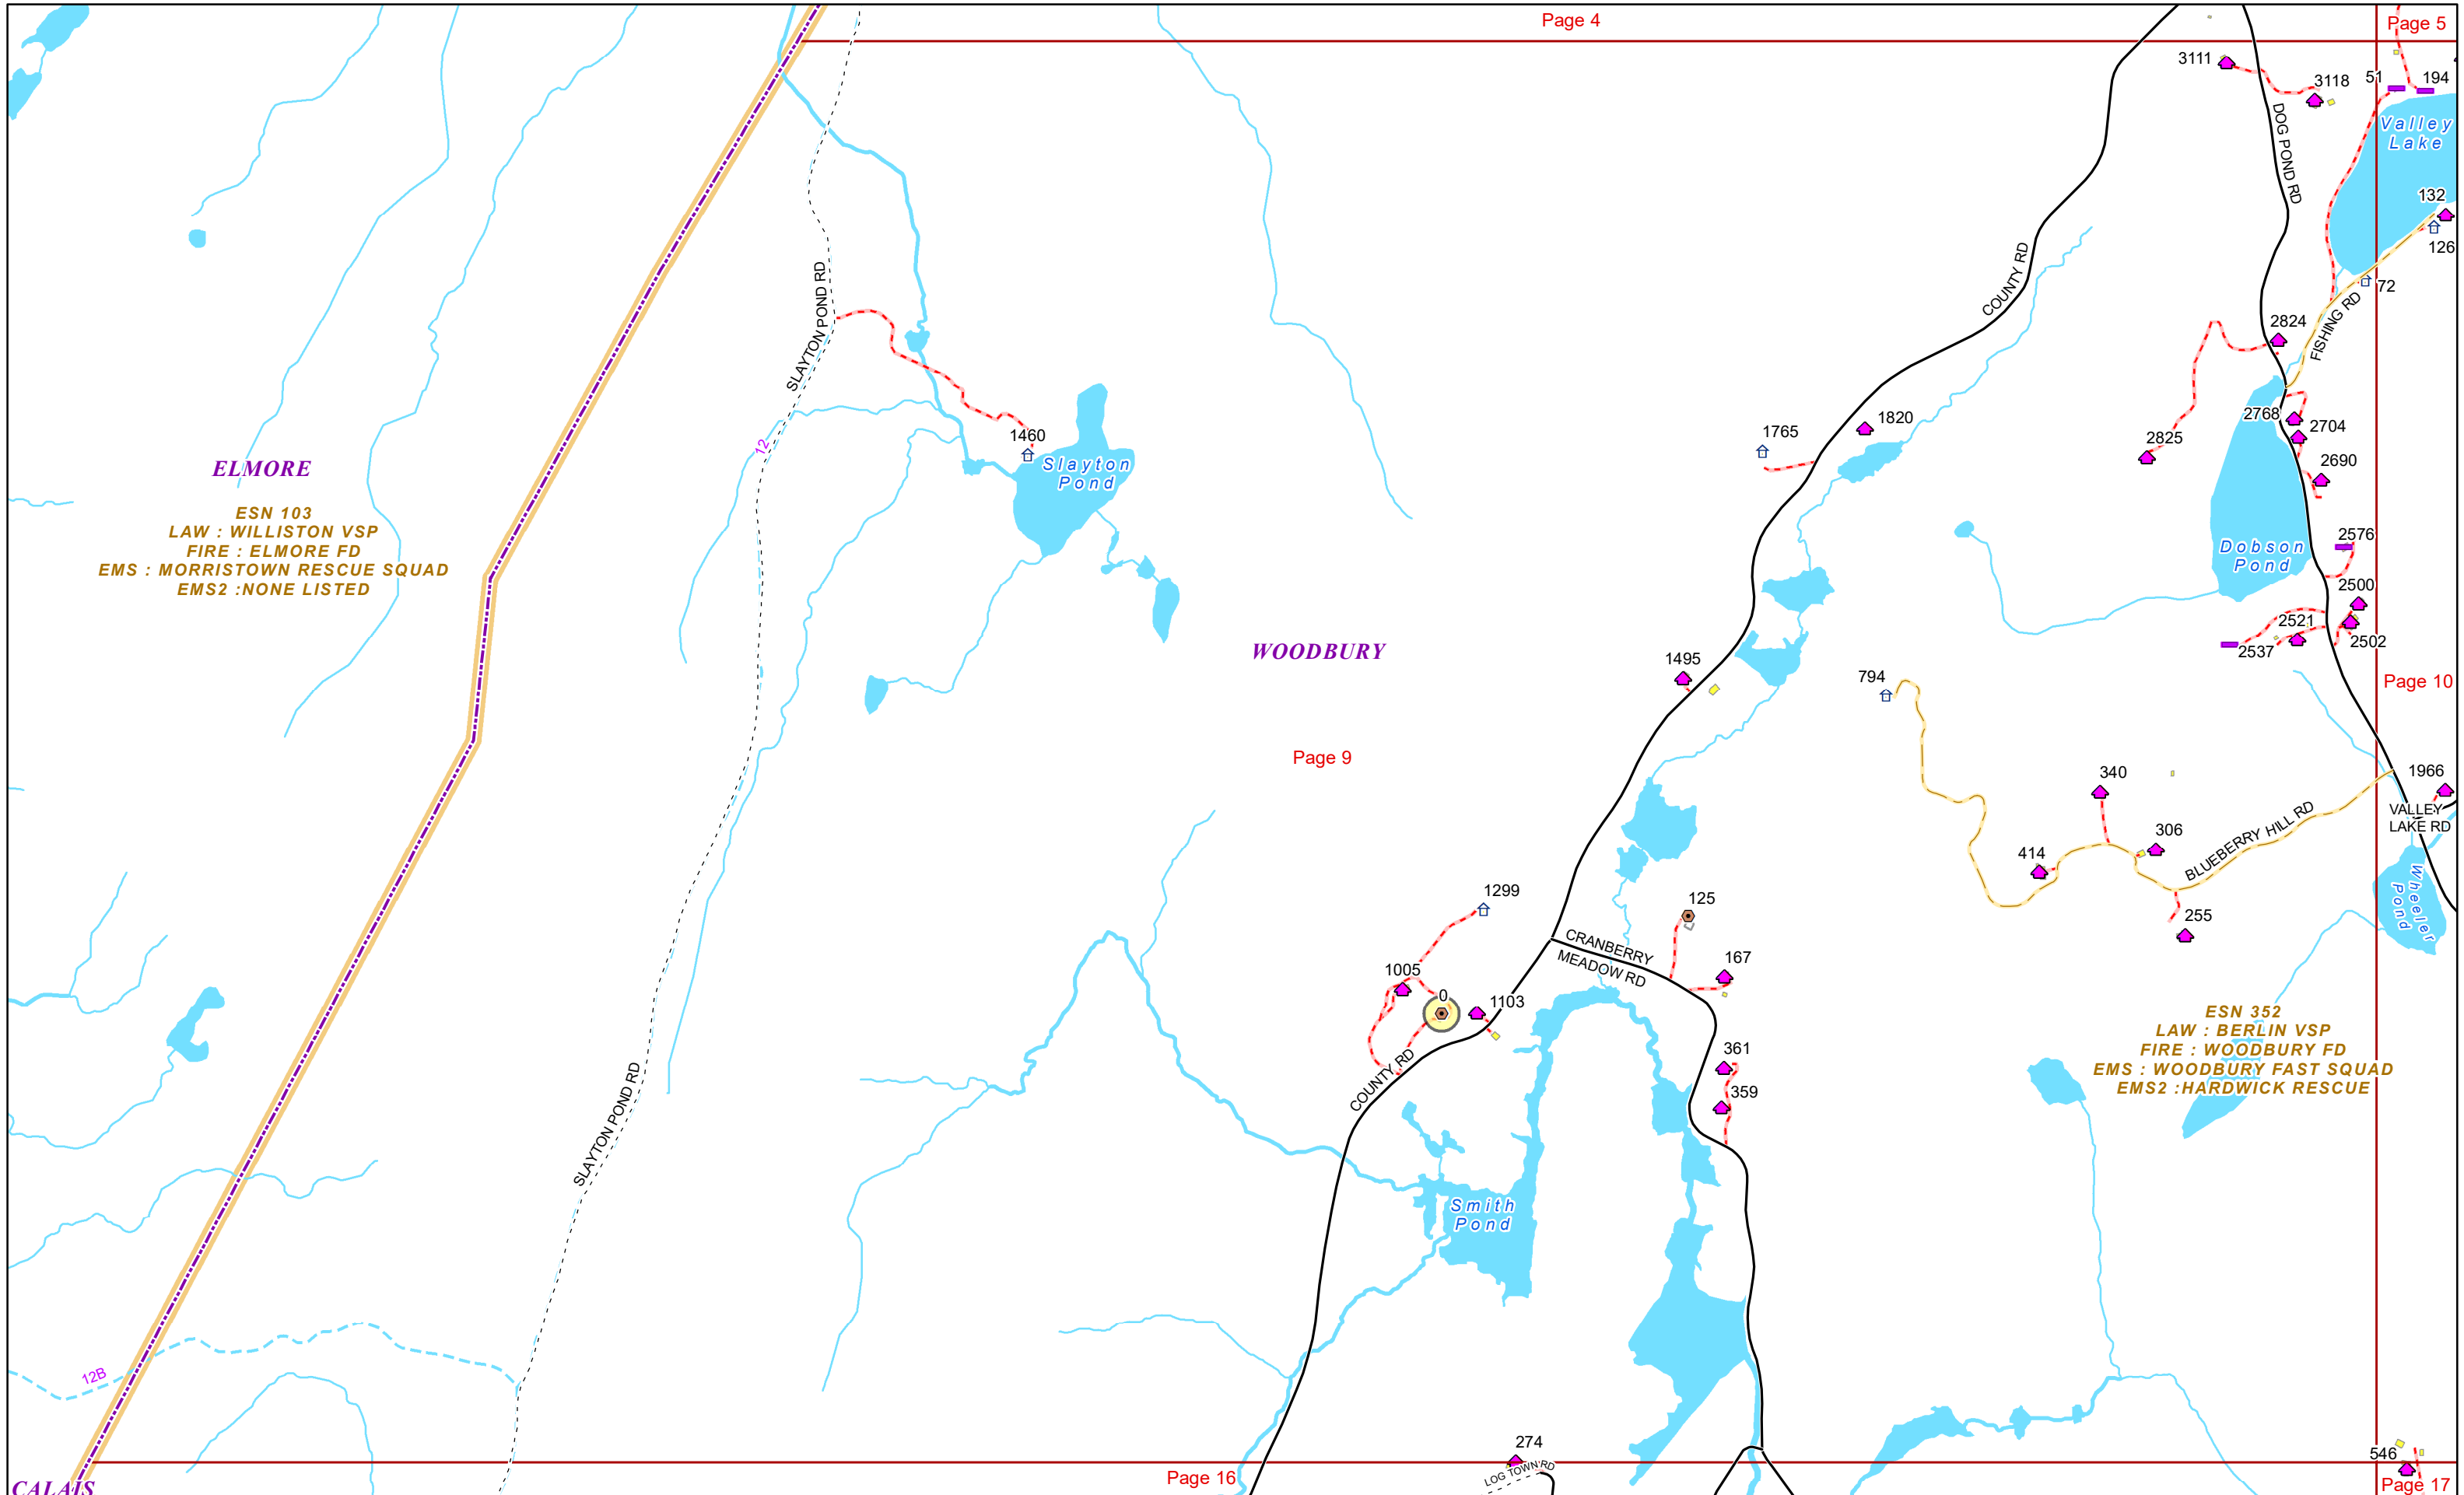 Page 4
Page 5
3111
3118
51
194
DOG POND RD
Valley
Lake
132
126
72
FISHING RD
COUNTY RD
SLAYTON POND RD
2824
2768
2704
2825
2690
1820
1765
1460
Slayton
Pond
12
ELMORE
ESN 103
LAW : WILLISTON VSP
FIRE : ELMORE FD
EMS : MORRISTOWN RESCUE SQUAD
EMS2 :NONE LISTED
2576
Dobson
Pond
2500
2521
2502
2537
WOODBURY
1495
794
Page 10
Page 9
340
1966
VALLEY
LAKE RD
306
BLUEBERRY HILL RD
414
255
Wheeler
Pond
1299
125
CRANBERRY
MEADOW RD
167
1005
0
1103
COUNTY RD
361
359
ESN 352
LAW : BERLIN VSP
FIRE : WOODBURY FD
EMS : WOODBURY FAST SQUAD
EMS2 :HARDWICK RESCUE
SLAYTON POND RD
Smith
Pond
12B
274
LOG TOWN RD
546
Page 16
Page 17
CALAIS